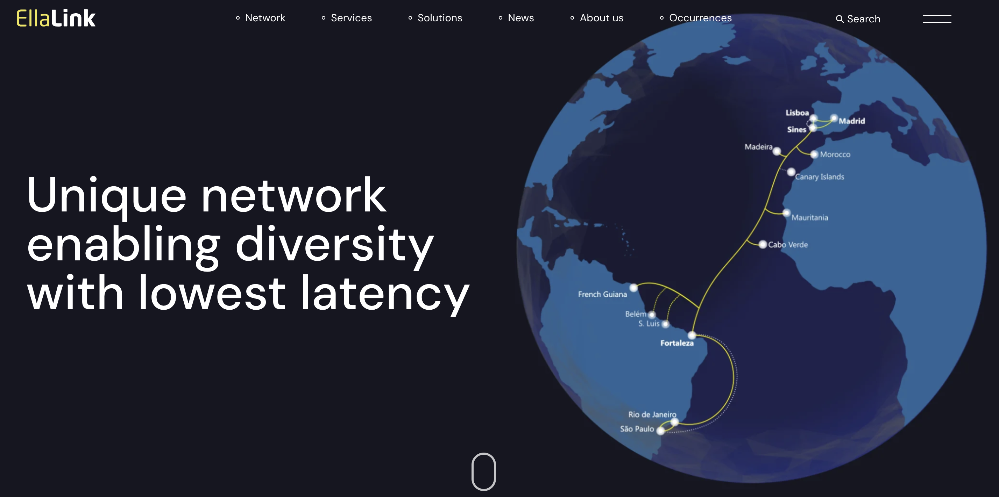 EllaLink
Network
Services
Solutions
News
About us
Occurrences
Search
Unique network
enabling diversity
with lowest latency
Lisboa
Madrid
Sines
Madeira
Morocco
Canary Islands
Mauritania
Cabo Verde
French Guiana
Belém
S. Luis
Fortaleza
Rio de Janeiro
São Paulo